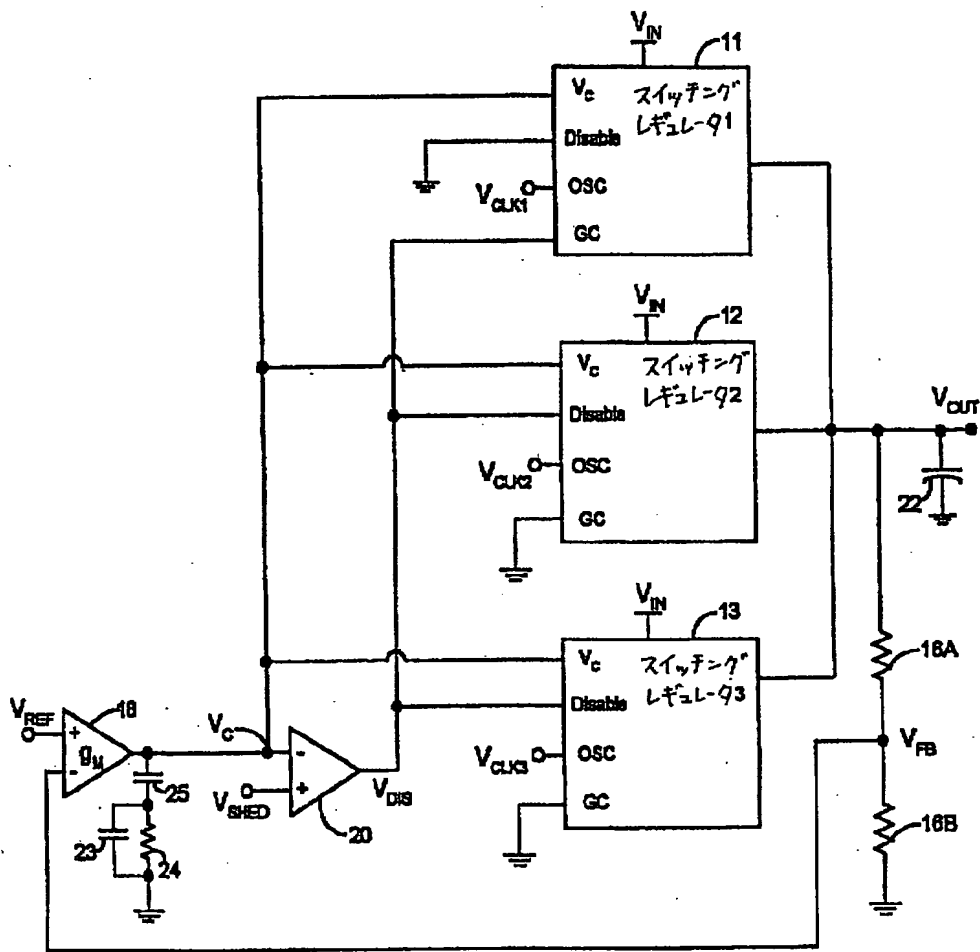 V_IN
11
V_C
スイッチング
レギュレータ1
Disable
V_CLK1
OSC
GC
V_IN
12
V_C
スイッチング
レギュレータ2
Disable
V_OUT
V_CLK2
OSC
22
GC
V_IN
13
V_C
スイッチング
レギュレータ3
16A
Disable
V_REF
18
+
g_M
-
V_C
-
+
V_SHED
20
V_DIS
V_CLK3
OSC
V_FB
25
GC
23
24
16B